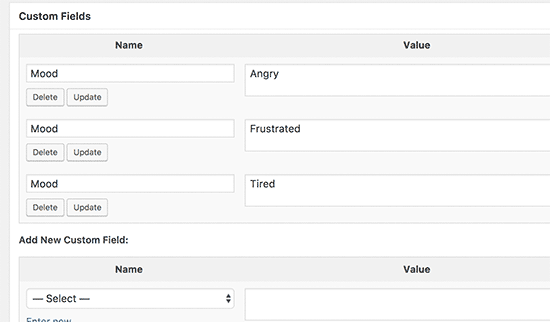 Custom Fields
Name Value
Mood Angry
Delete Update
Mood Frustrated
Delete Update
Mood Tired
Delete Update
Add New Custom Field:
Name Value
— Select —
Enter new